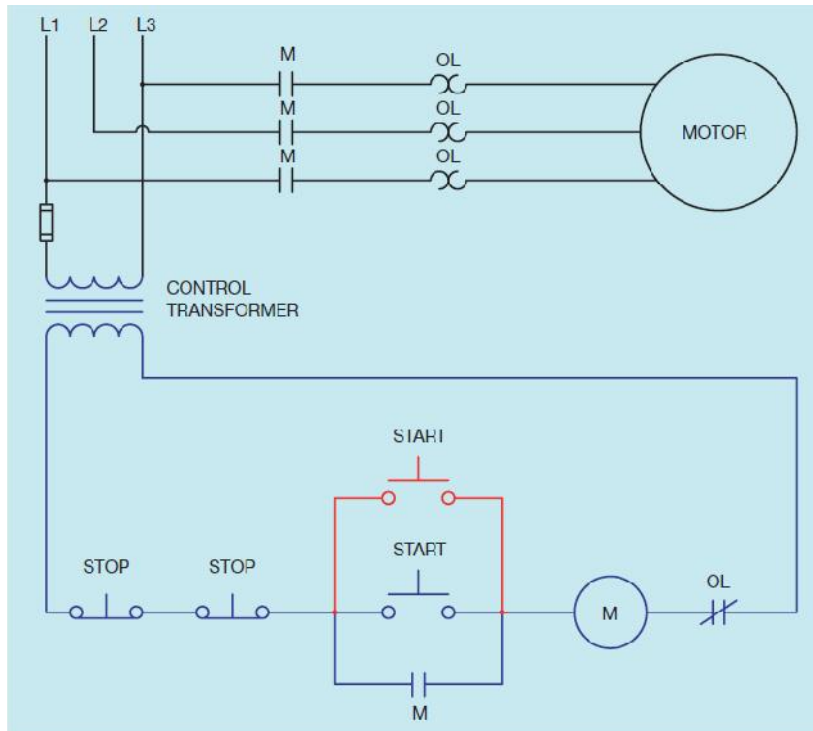 L1 L2 L3
M OL
M OL
MOTOR
M OL
CONTROL
TRANSFORMER
START
START
STOP STOP OL
M
M